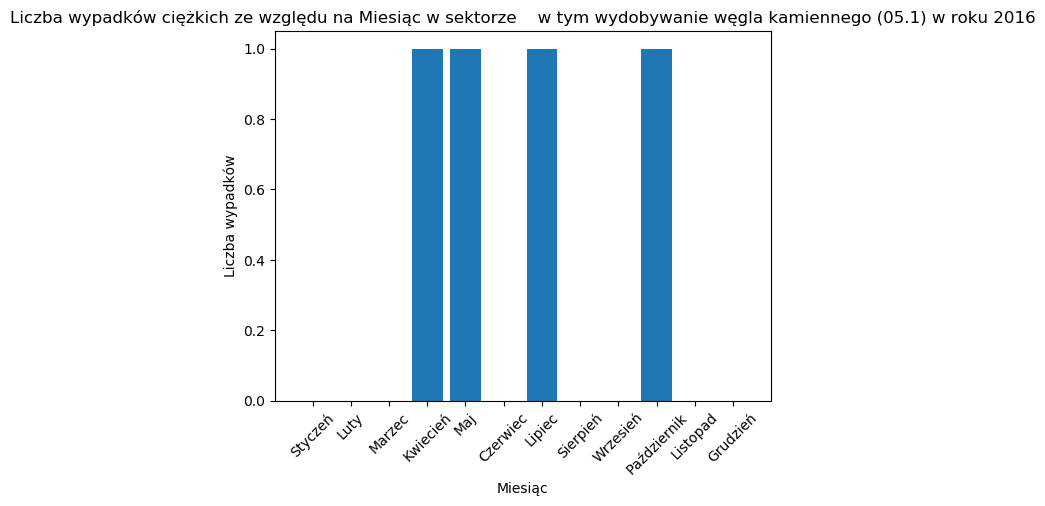 Liczba wypadków ciężkich ze względu na Miesiąc w sektorze    w tym wydobywanie węgla kamiennego (05.1) w roku 2016
1.0
0.8
0.6
0.4
0.2
0.0
Liczba wypadków
Styczeń
Luty
Marzec
Kwiecień
Maj
Czerwiec
Lipiec
Sierpień
Wrzesień
Październik
Listopad
Grudzień
Miesiąc